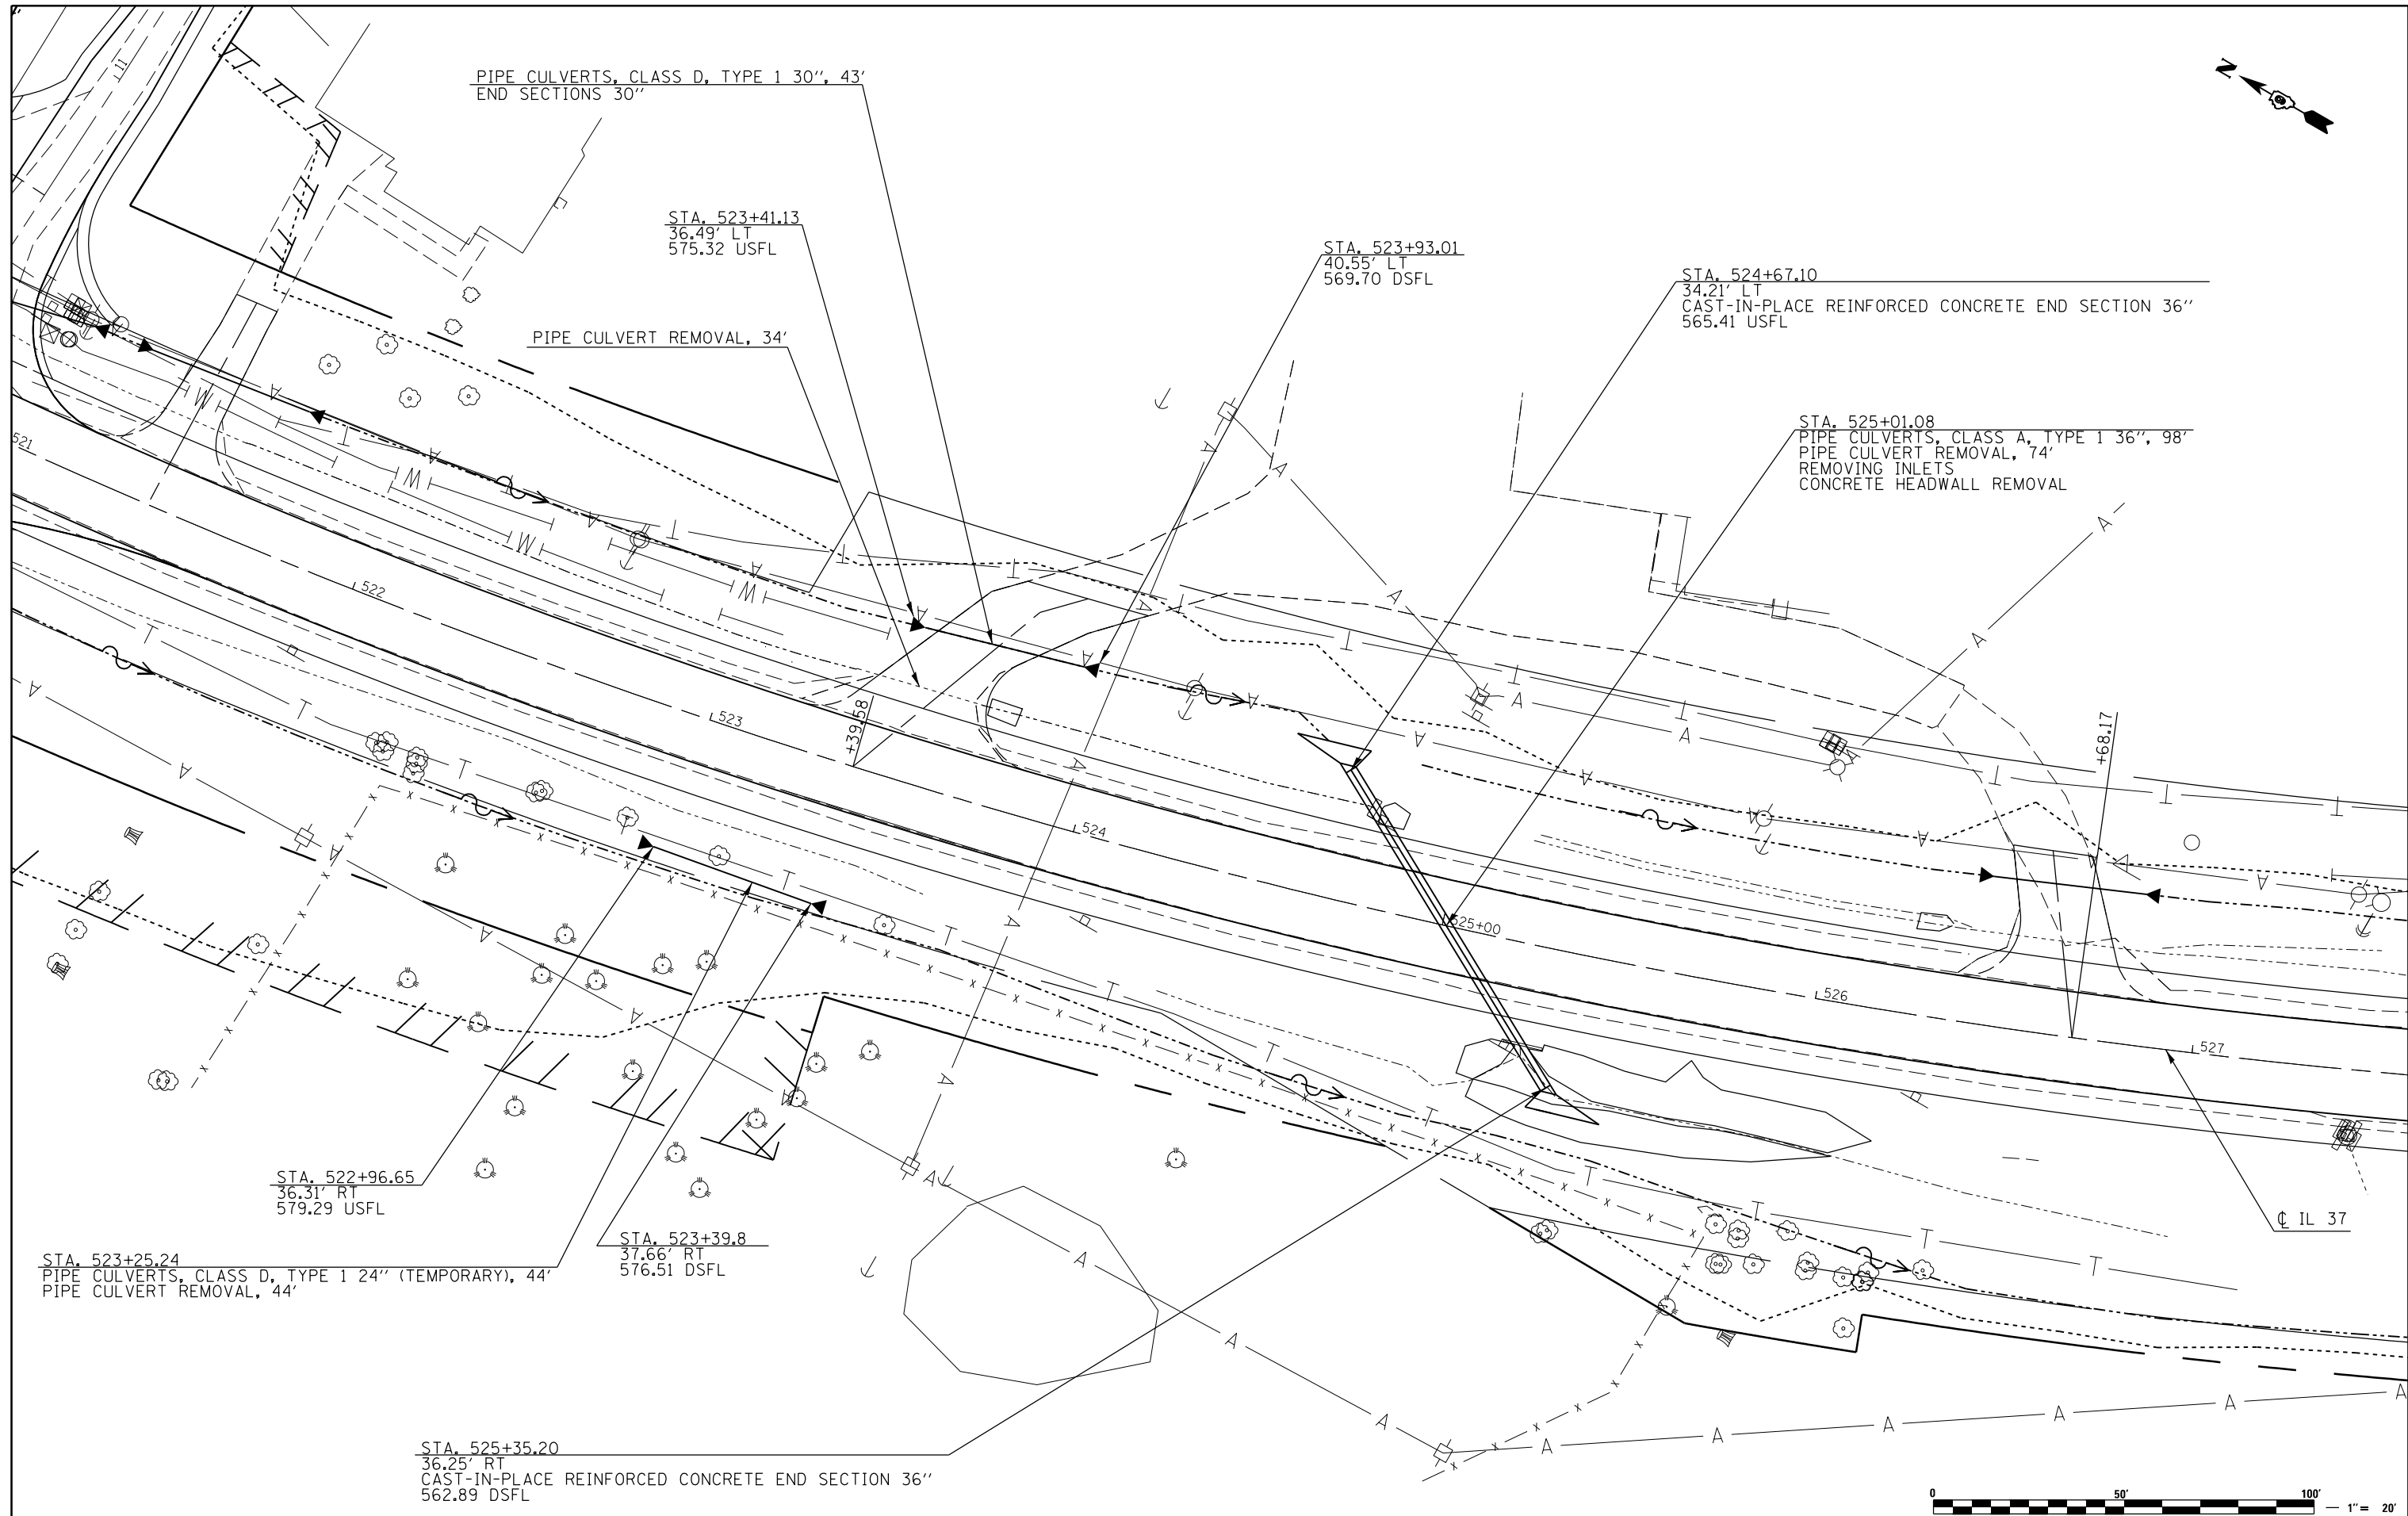 L11
N
PIPE CULVERTS, CLASS D, TYPE 1 30", 43'
END SECTIONS 30"
STA. 523+41.13
36.49' LT
575.32 USFL
STA. 523+93.01
40.55' LT
569.70 DSFL
STA. 524+67.10
34.21' LT
CAST-IN-PLACE REINFORCED CONCRETE END SECTION 36"
565.41 USFL
PIPE CULVERT REMOVAL, 34'
STA. 525+01.08
PIPE CULVERTS, CLASS A, TYPE 1 36", 98'
PIPE CULVERT REMOVAL, 74'
REMOVING INLETS
CONCRETE HEADWALL REMOVAL
521
522
523
+39.58
524
525+00
526
+68.17
527
℄ IL 37
STA. 522+96.65
36.31' RT
579.29 USFL
STA. 523+39.8
37.66' RT
576.51 DSFL
STA. 523+25.24
PIPE CULVERTS, CLASS D, TYPE 1 24" (TEMPORARY), 44'
PIPE CULVERT REMOVAL, 44'
STA. 525+35.20
36.25' RT
CAST-IN-PLACE REINFORCED CONCRETE END SECTION 36"
562.89 DSFL
0 50' 100'
1" = 20'